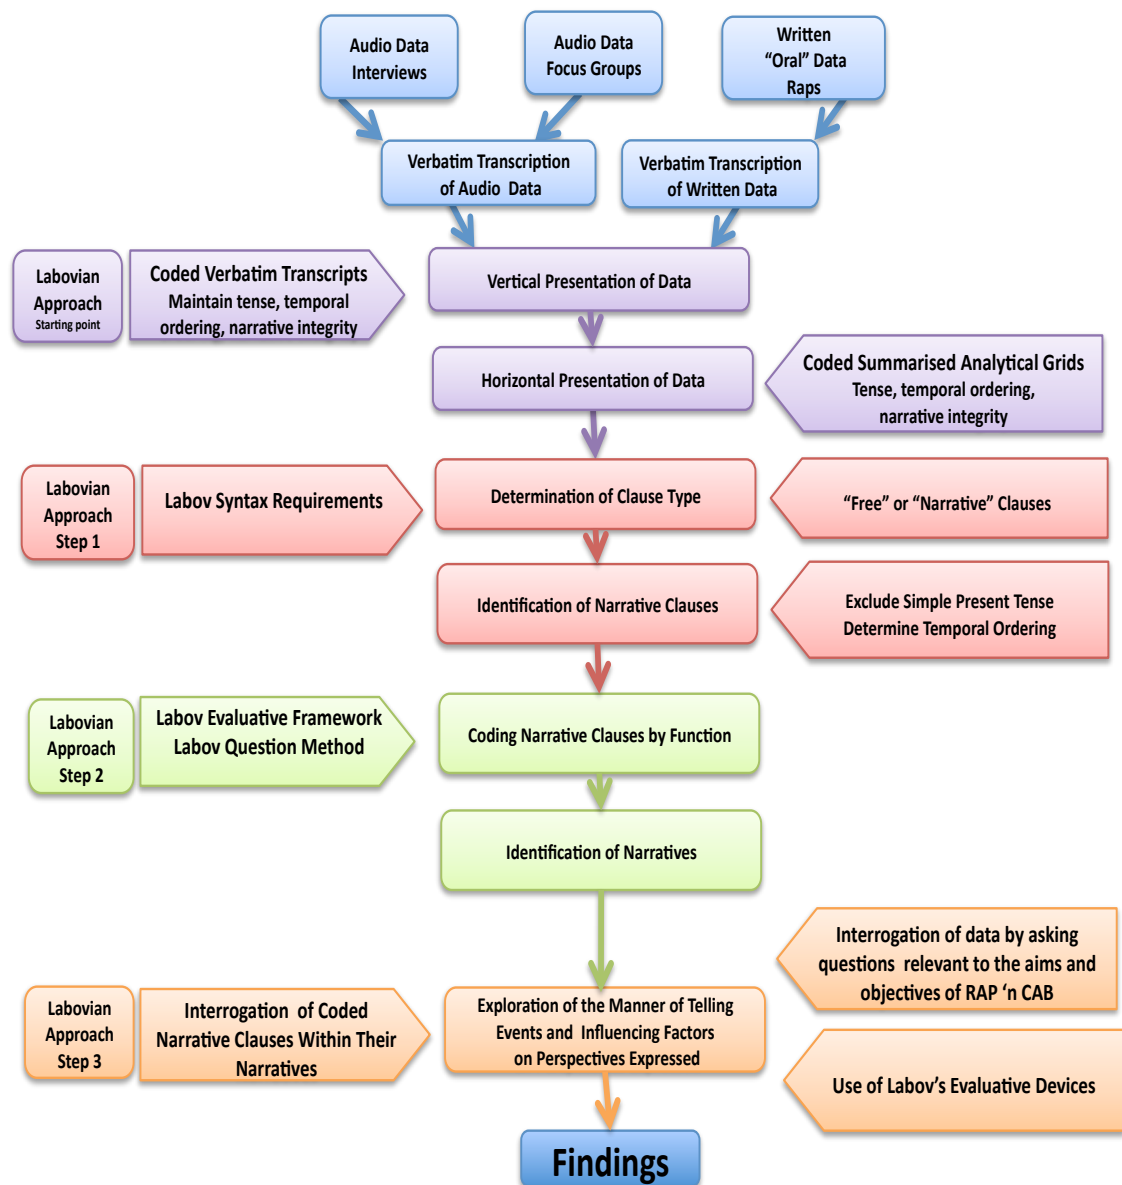 Audio Data
Interviews
Audio Data
Focus Groups
Written
“Oral” Data
Raps
Verbatim Transcription
of Audio Data
Verbatim Transcription
of Written Data
Labovian
Approach
Starting point
Coded Verbatim Transcripts
Maintain tense, temporal
ordering, narrative integrity
Vertical Presentation of Data
Horizontal Presentation of Data
Coded Summarised Analytical Grids
Tense, temporal ordering,
narrative integrity
Labovian
Approach
Step 1
Labov Syntax Requirements
Determination of Clause Type
“Free” or “Narrative” Clauses
Identification of Narrative Clauses
Exclude Simple Present Tense
Determine Temporal Ordering
Labovian
Approach
Step 2
Labov Evaluative Framework
Labov Question Method
Coding Narrative Clauses by Function
Identification of Narratives
Interrogation of data by asking
questions relevant to the aims and
objectives of RAP ‘n CAB
Labovian
Approach
Step 3
Interrogation of Coded
Narrative Clauses Within Their
Narratives
Exploration of the Manner of Telling
Events and Influencing Factors
on Perspectives Expressed
Use of Labov’s Evaluative Devices
Findings